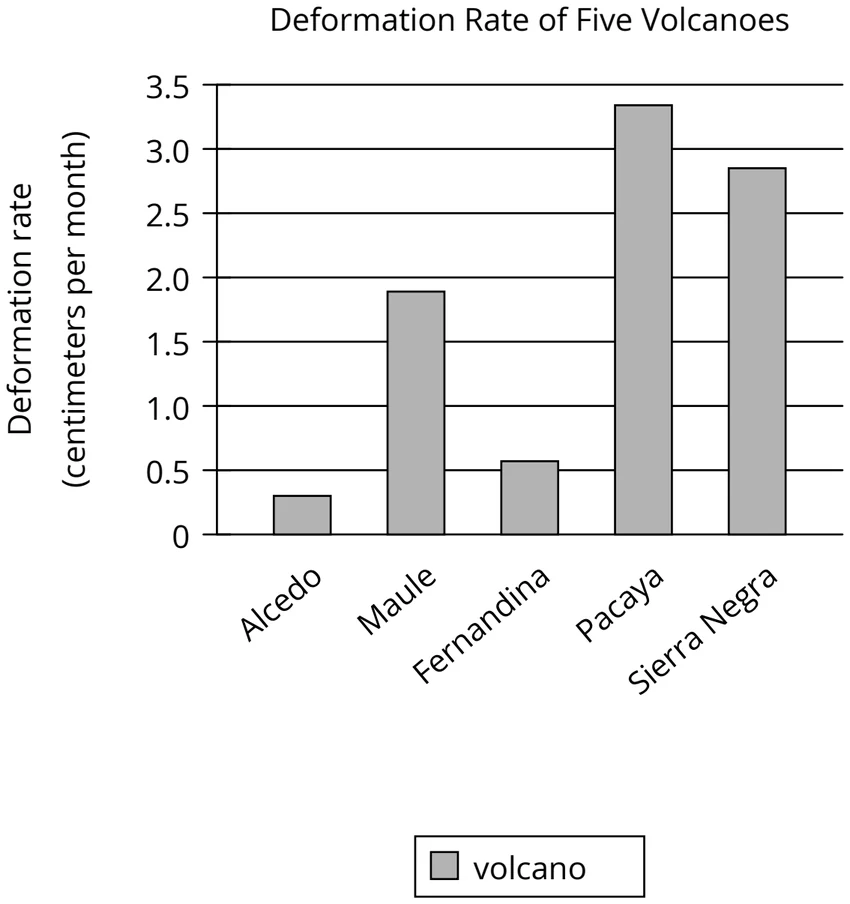 Deformation Rate of Five Volcanoes
Deformation rate
(centimeters per month)
3.5
3.0
2.5
2.0
1.5
1.0
0.5
0
Alcedo
Maule
Fernandina
Pacaya
Sierra Negra
volcano